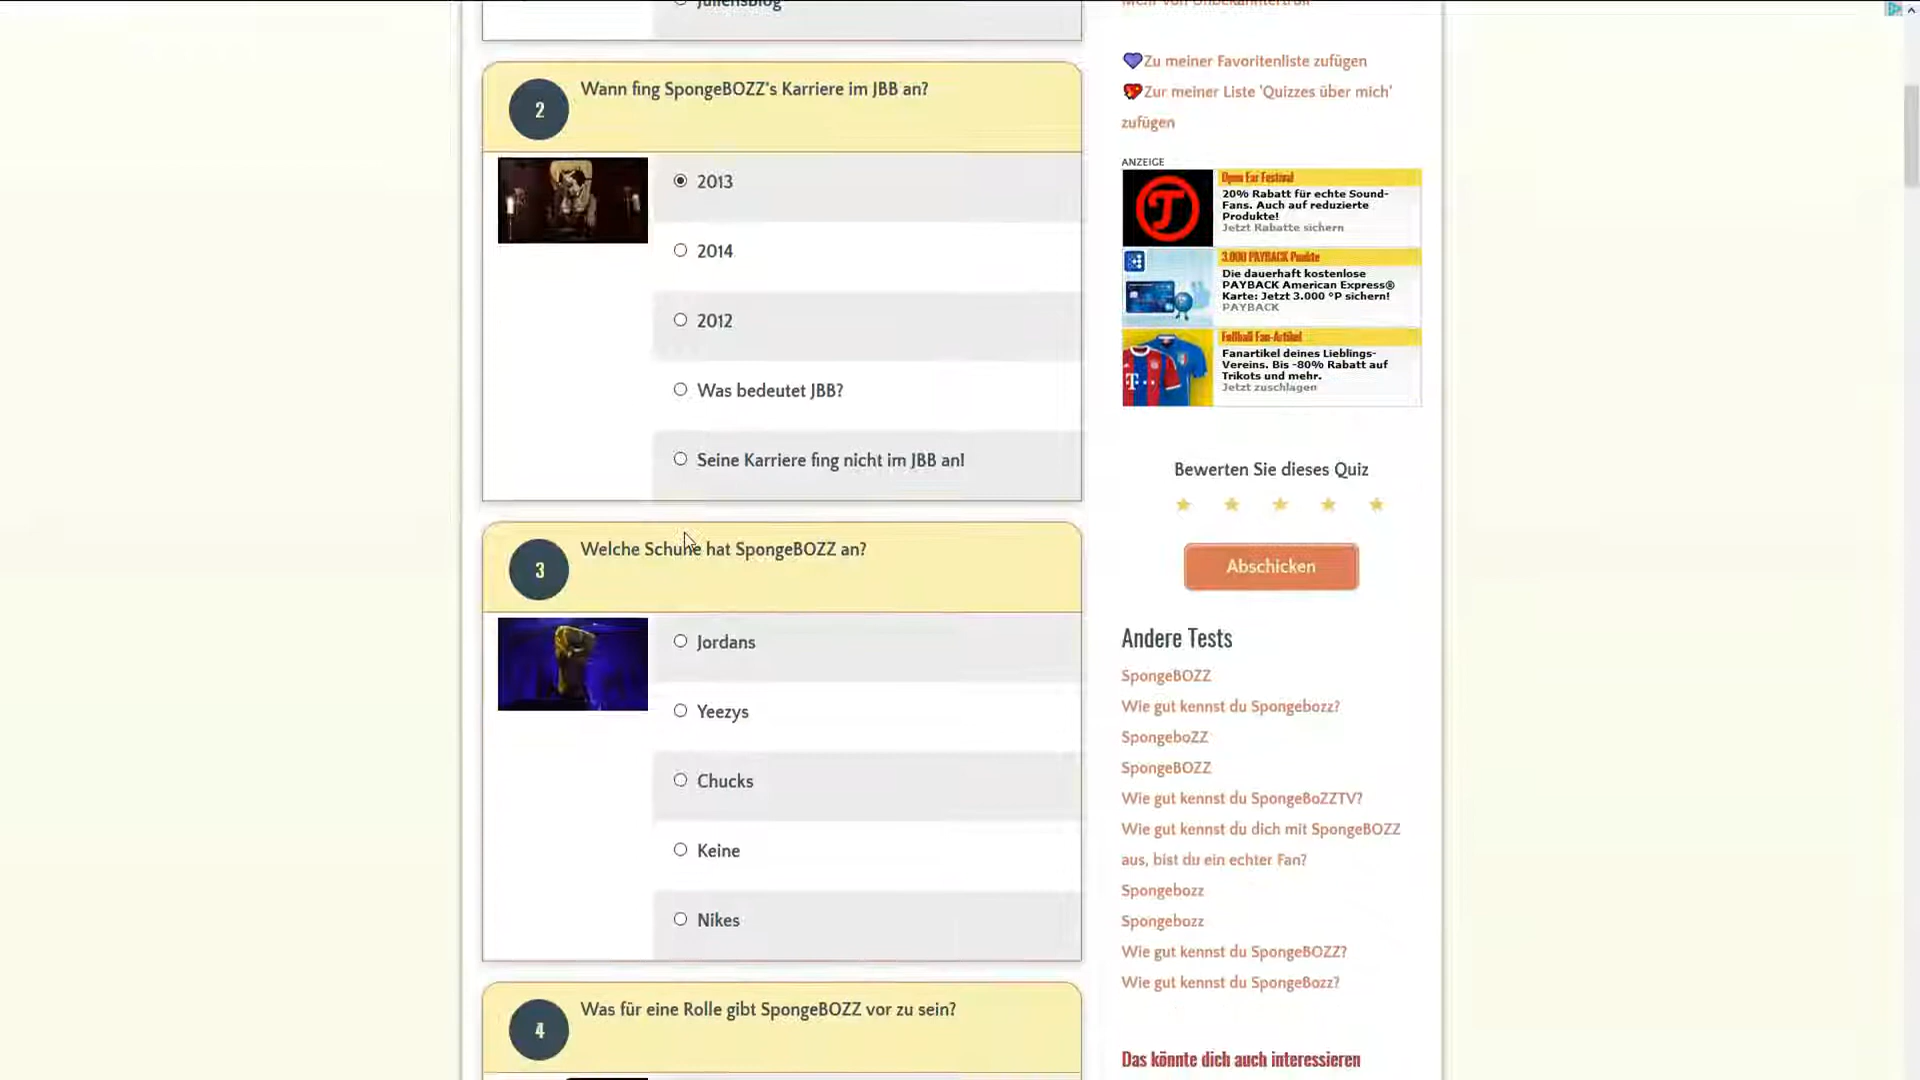 JuliensBlog
2
Wann fing SpongeBOZZ's Karriere im JBB an?
2013
2014
2012
Was bedeutet JBB?
Seine Karriere fing nicht im JBB an!
3
Welche Schuhe hat SpongeBOZZ an?
Jordans
Yeezys
Chucks
Keine
Nikes
4
Was für eine Rolle gibt SpongeBOZZ vor zu sein?
Mehr von Unbekannterfroll
Zu meiner Favoritenliste zufügen
Zur meiner Liste 'Quizzes über mich'
zufügen
ANZEIGE
Open Ear Festival
20% Rabatt für echte Sound-
Fans. Auch auf reduzierte
Produkte!
Jetzt Rabatte sichern
3.000 PAYBACK Punkte
Die dauerhaft kostenlose
PAYBACK American Express®
Karte: Jetzt 3.000 °P sichern!
PAYBACK
Fußball Fan-Artikel
Fanartikel deines Lieblings-
Vereins. Bis -80% Rabatt auf
Trikots und mehr.
Jetzt zuschlagen
Bewerten Sie dieses Quiz
Abschicken
Andere Tests
SpongeBOZZ
Wie gut kennst du Spongebozz?
SpongeboZZ
SpongeBOZZ
Wie gut kennst du SpongeBoZZTV?
Wie gut kennst du dich mit SpongeBOZZ
aus, bist du ein echter Fan?
Spongebozz
Spongebozz
Wie gut kennst du SpongeBOZZ?
Wie gut kennst du SpongeBozz?
Das könnte dich auch interessieren